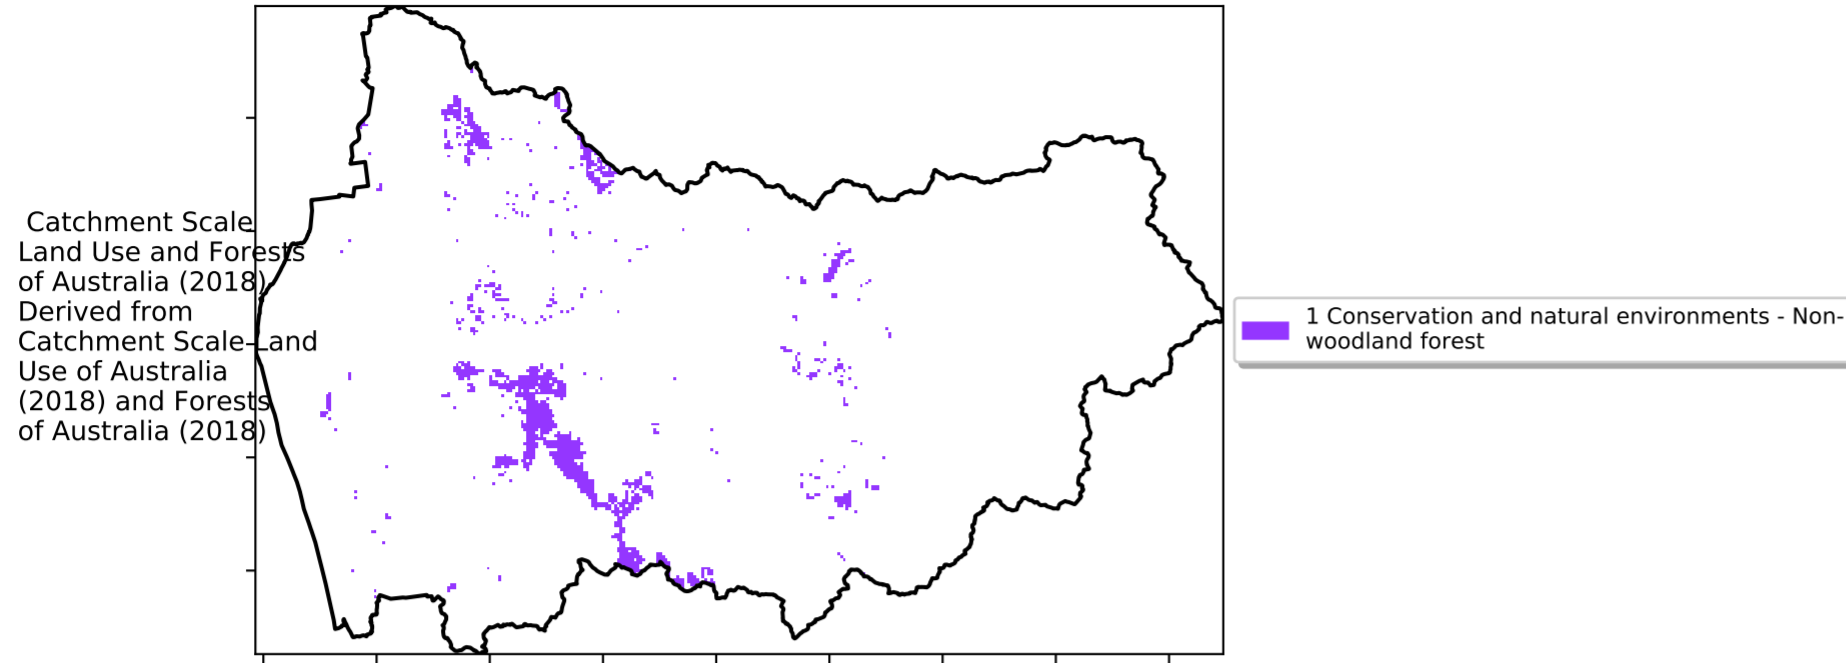 Catchment Scale
Land Use and Forests
of Australia (2018)
Derived from
Catchment Scale Land
Use of Australia
(2018) and Forests
of Australia (2018)
1 Conservation and natural environments - Non-
woodland forest